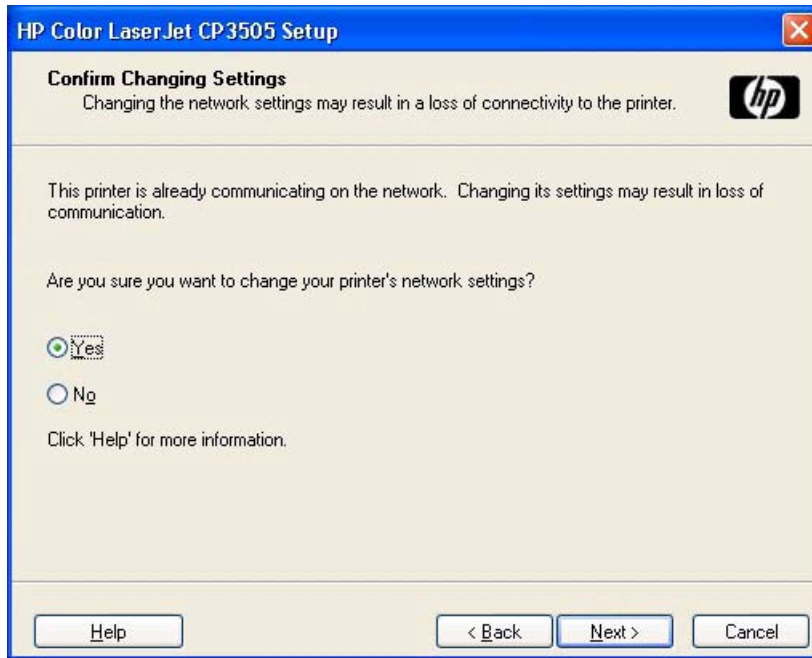 HP Color LaserJet CP3505 Setup
Confirm Changing Settings
Changing the network settings may result in a loss of connectivity to the printer.
hp
This printer is already communicating on the network. Changing its settings may result in loss of
communication.
Are you sure you want to change your printer's network settings?
Yes
No
Click 'Help' for more information.
Help
< Back
Next >
Cancel